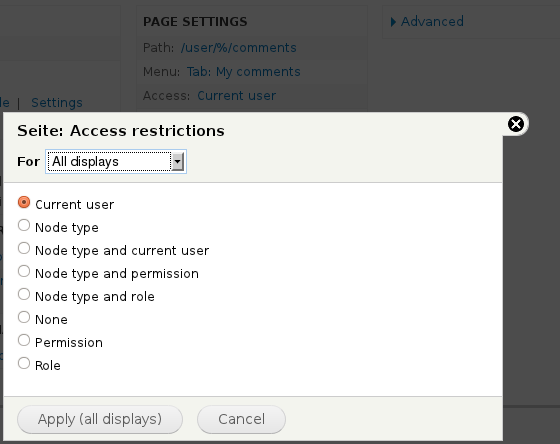 PAGE SETTINGS
Path: /user/%/comments
Menu: Tab: My comments
Access: Current user
Advanced
| Settings
Seite: Access restrictions
For All displays
Current user
Node type
Node type and current user
Node type and permission
Node type and role
None
Permission
Role
Apply (all displays) Cancel